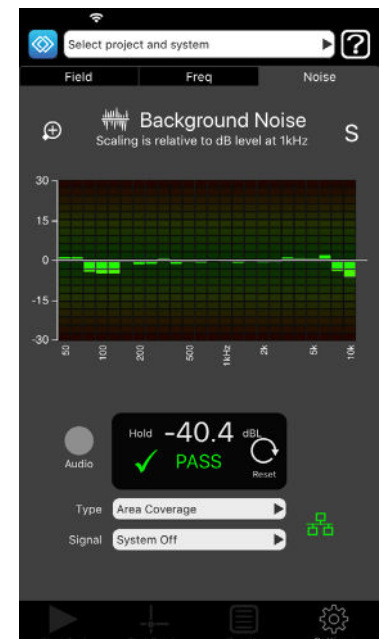 Select project and system
?
Field Freq Noise
Background Noise
Scaling is relative to dB level at 1kHz
S
30
15
0
-15
-30
50 100 200 500 1kHz 2k 5k 10k
Hold -40.4 dBL
PASS
Reset
Audio
Type Area Coverage
Signal System Off